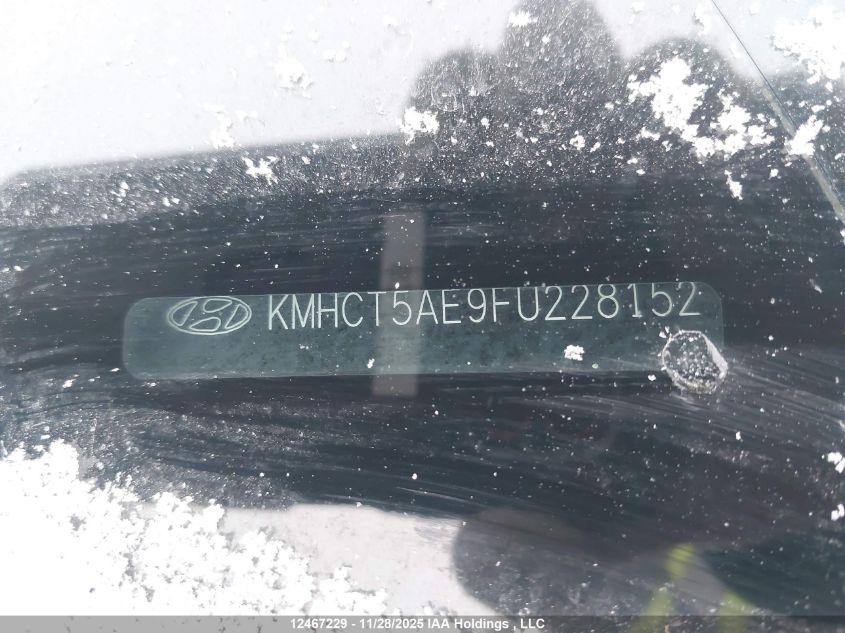 KMHCT5AE9FU228152
12467229 - 11/28/2025 IAA Holdings , LLC